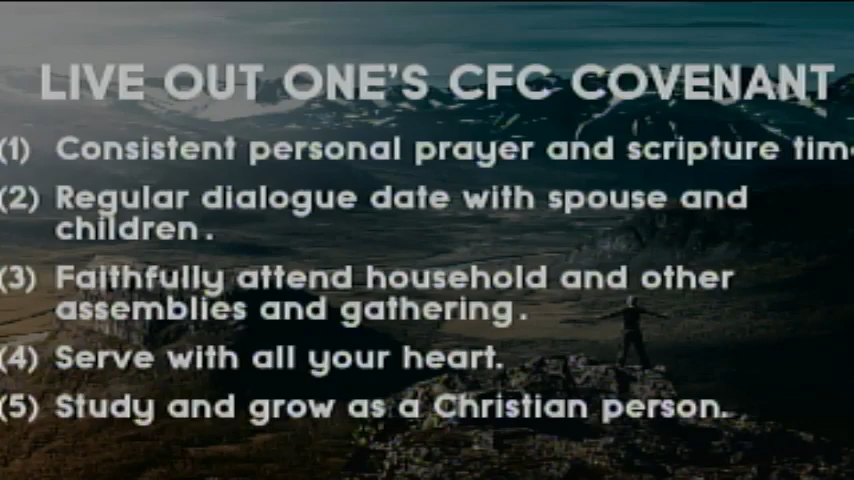 LIVE OUT ONE'S CFC COVENANT
(1) Consistent personal prayer and scripture
(2) Regular dialogue date with spouse and
children.
(3) Faithfully attend household and other
assemblies and gathering.
(4) Serve with all your heart.
(5) Study and grow as a Christian person.